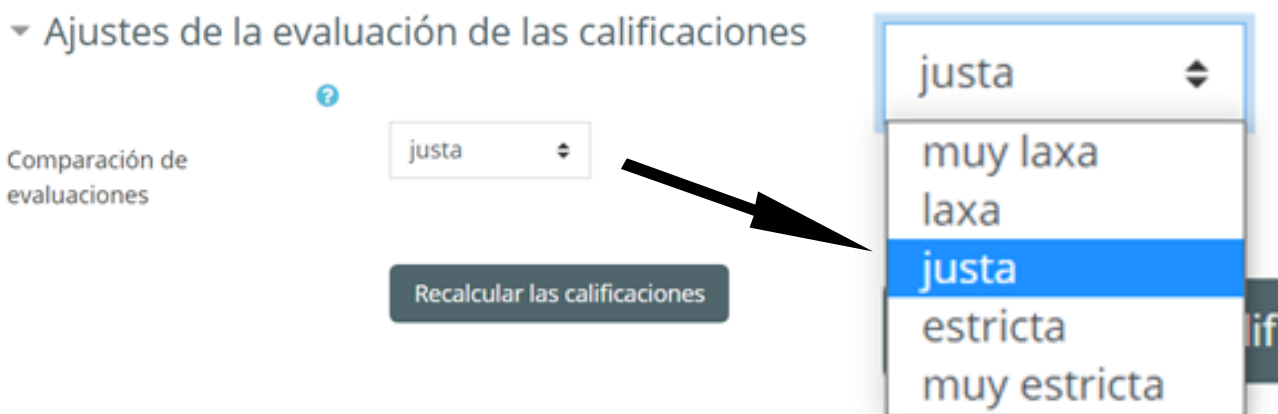 Ajustes de la evaluación de las calificaciones
?
Comparación de
evaluaciones
justa
Recalcular las calificaciones
justa
muy laxa
laxa
justa
estricta
muy estricta